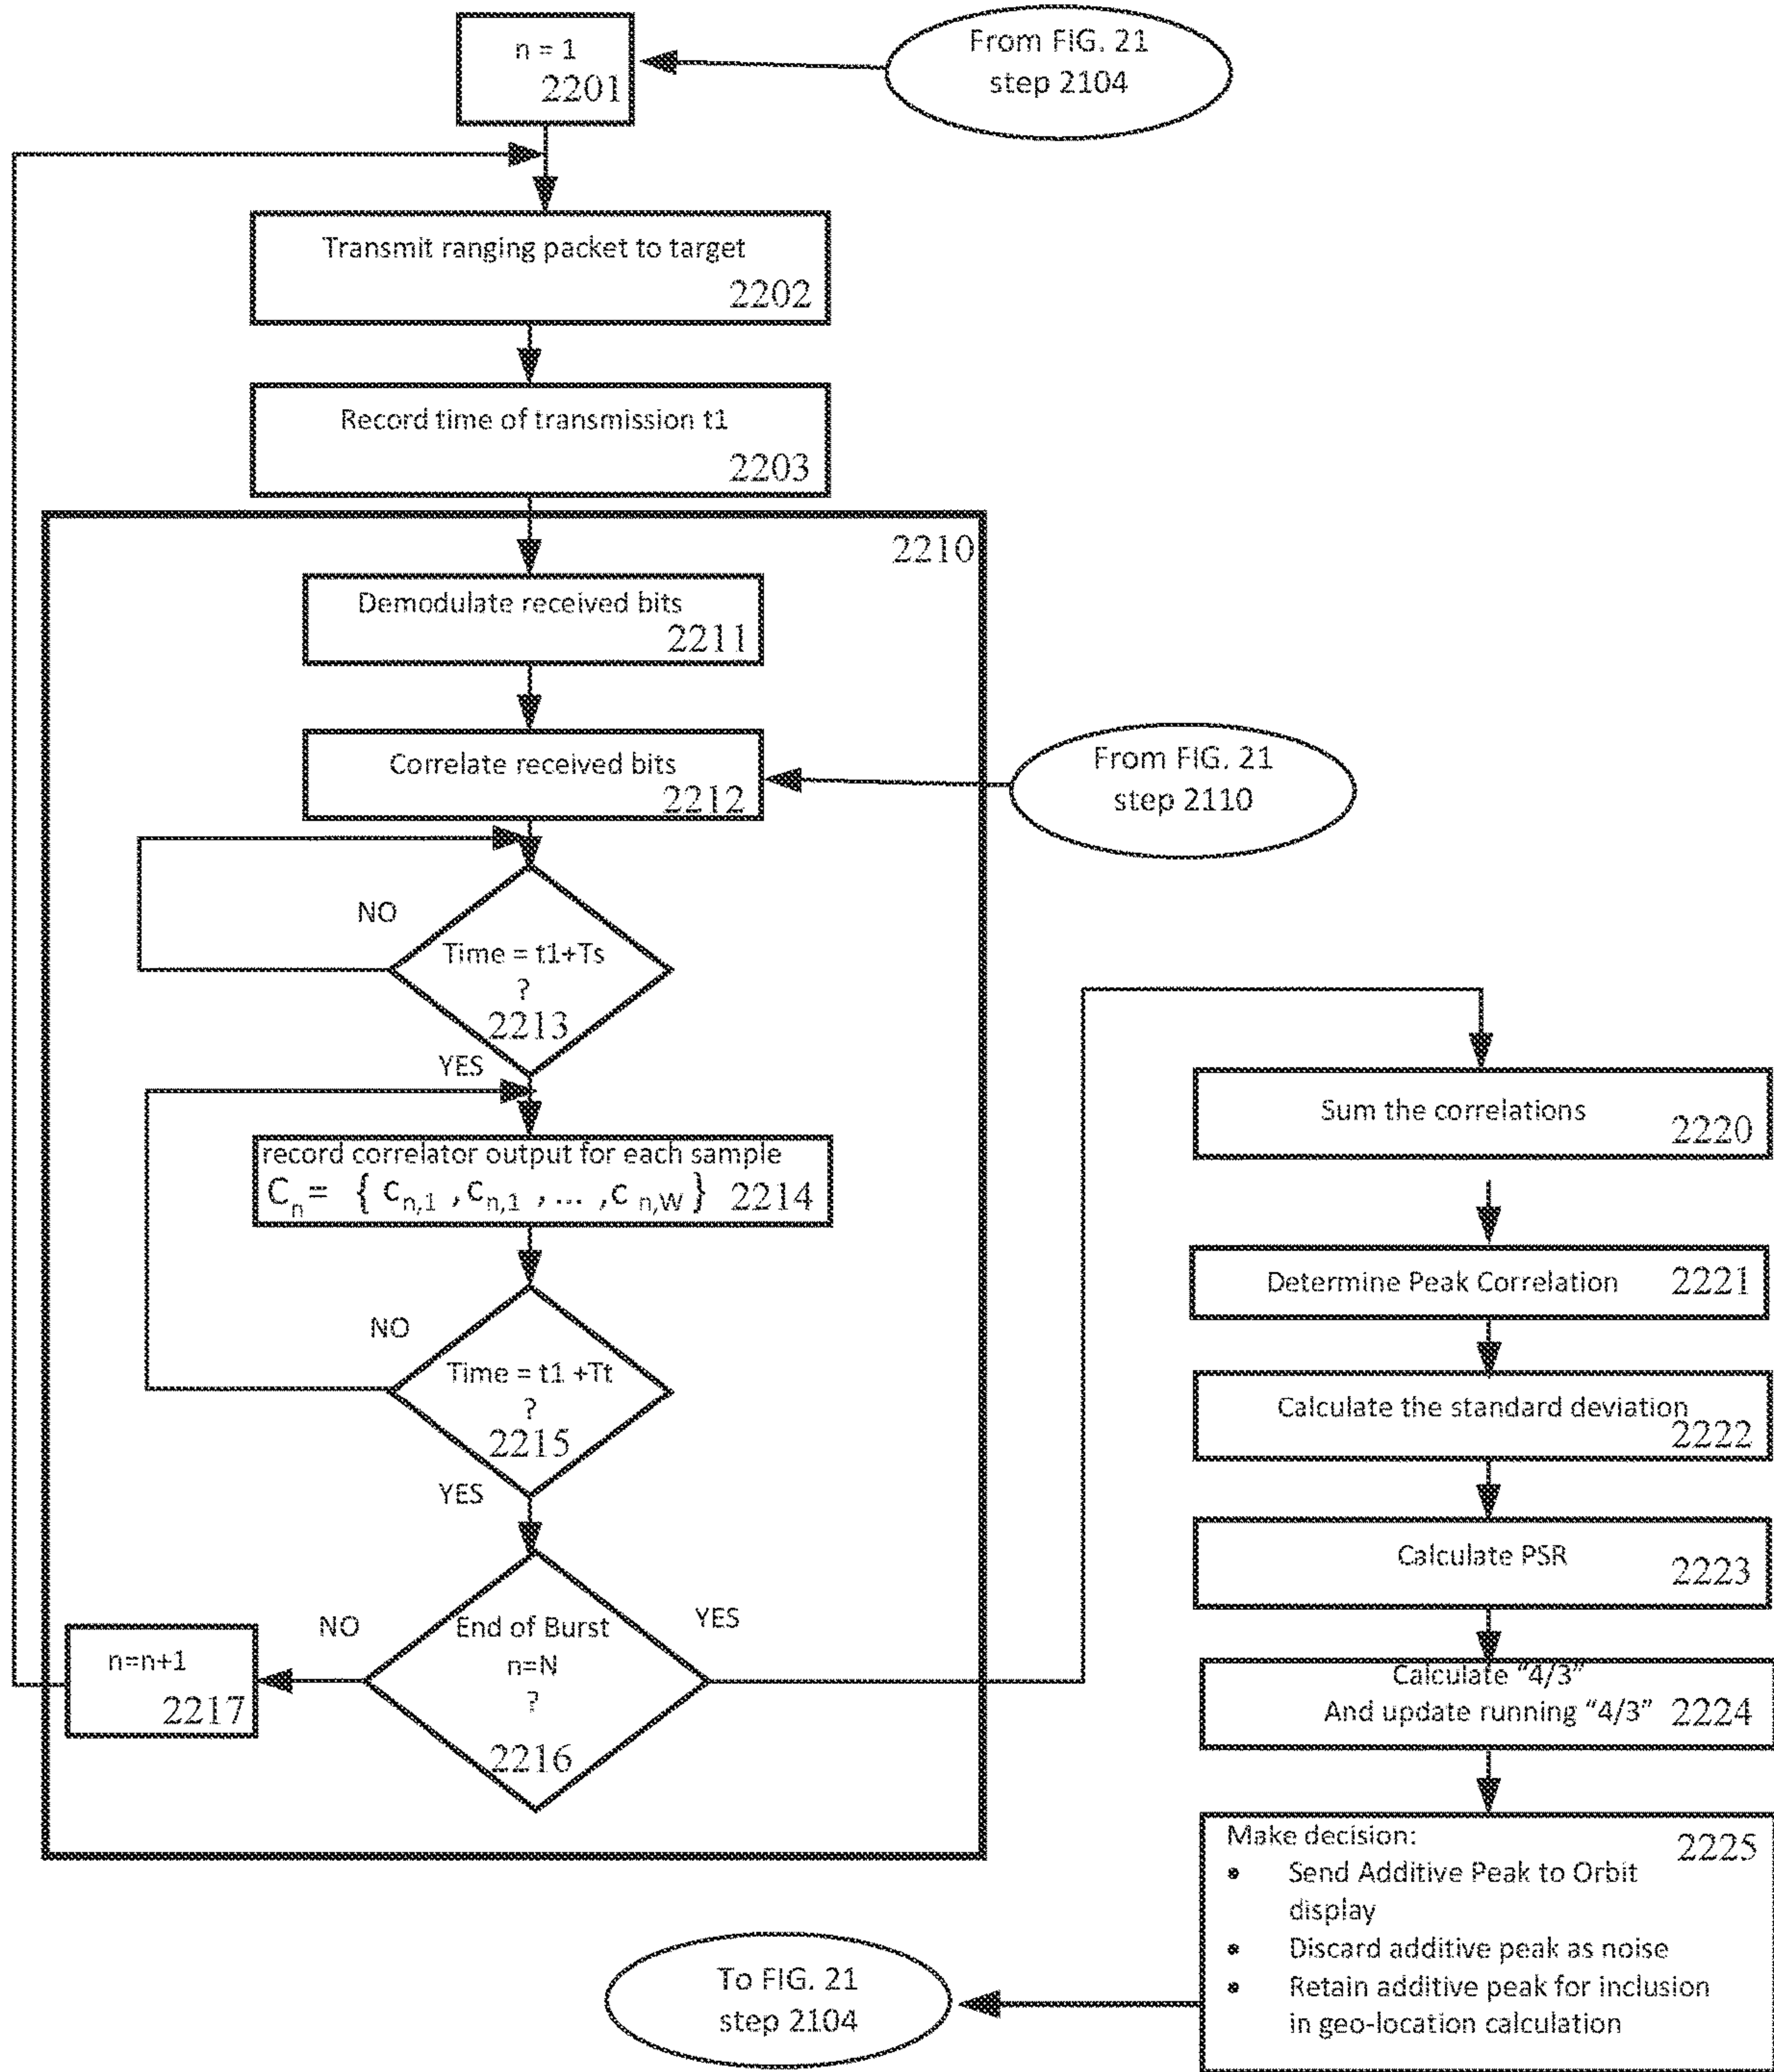 n = 1
2201
From FIG. 21
step 2104
Transmit ranging packet to target
2202
Record time of transmission t1
2203
2210
Demodulate received bits
2211
Correlate received bits
2212
From FIG. 21
step 2110
NO
Time = t1+Ts
?
2213
YES
record correlator output for each sample
Cn = { cn,1 , cn,1 , ... , c n,W } 2214
NO
Time = t1 +Tt
?
2215
YES
End of Burst
n=N
?
2216
NO
YES
n=n+1
2217
Sum the correlations
2220
Determine Peak Correlation 2221
Calculate the standard deviation
2222
Calculate PSR
2223
Calculate "4/3"
And update running "4/3" 2224
Make decision:
2225
• Send Additive Peak to Orbit
display
• Discard additive peak as noise
• Retain additive peak for inclusion
in geo-location calculation
To FIG. 21
step 2104